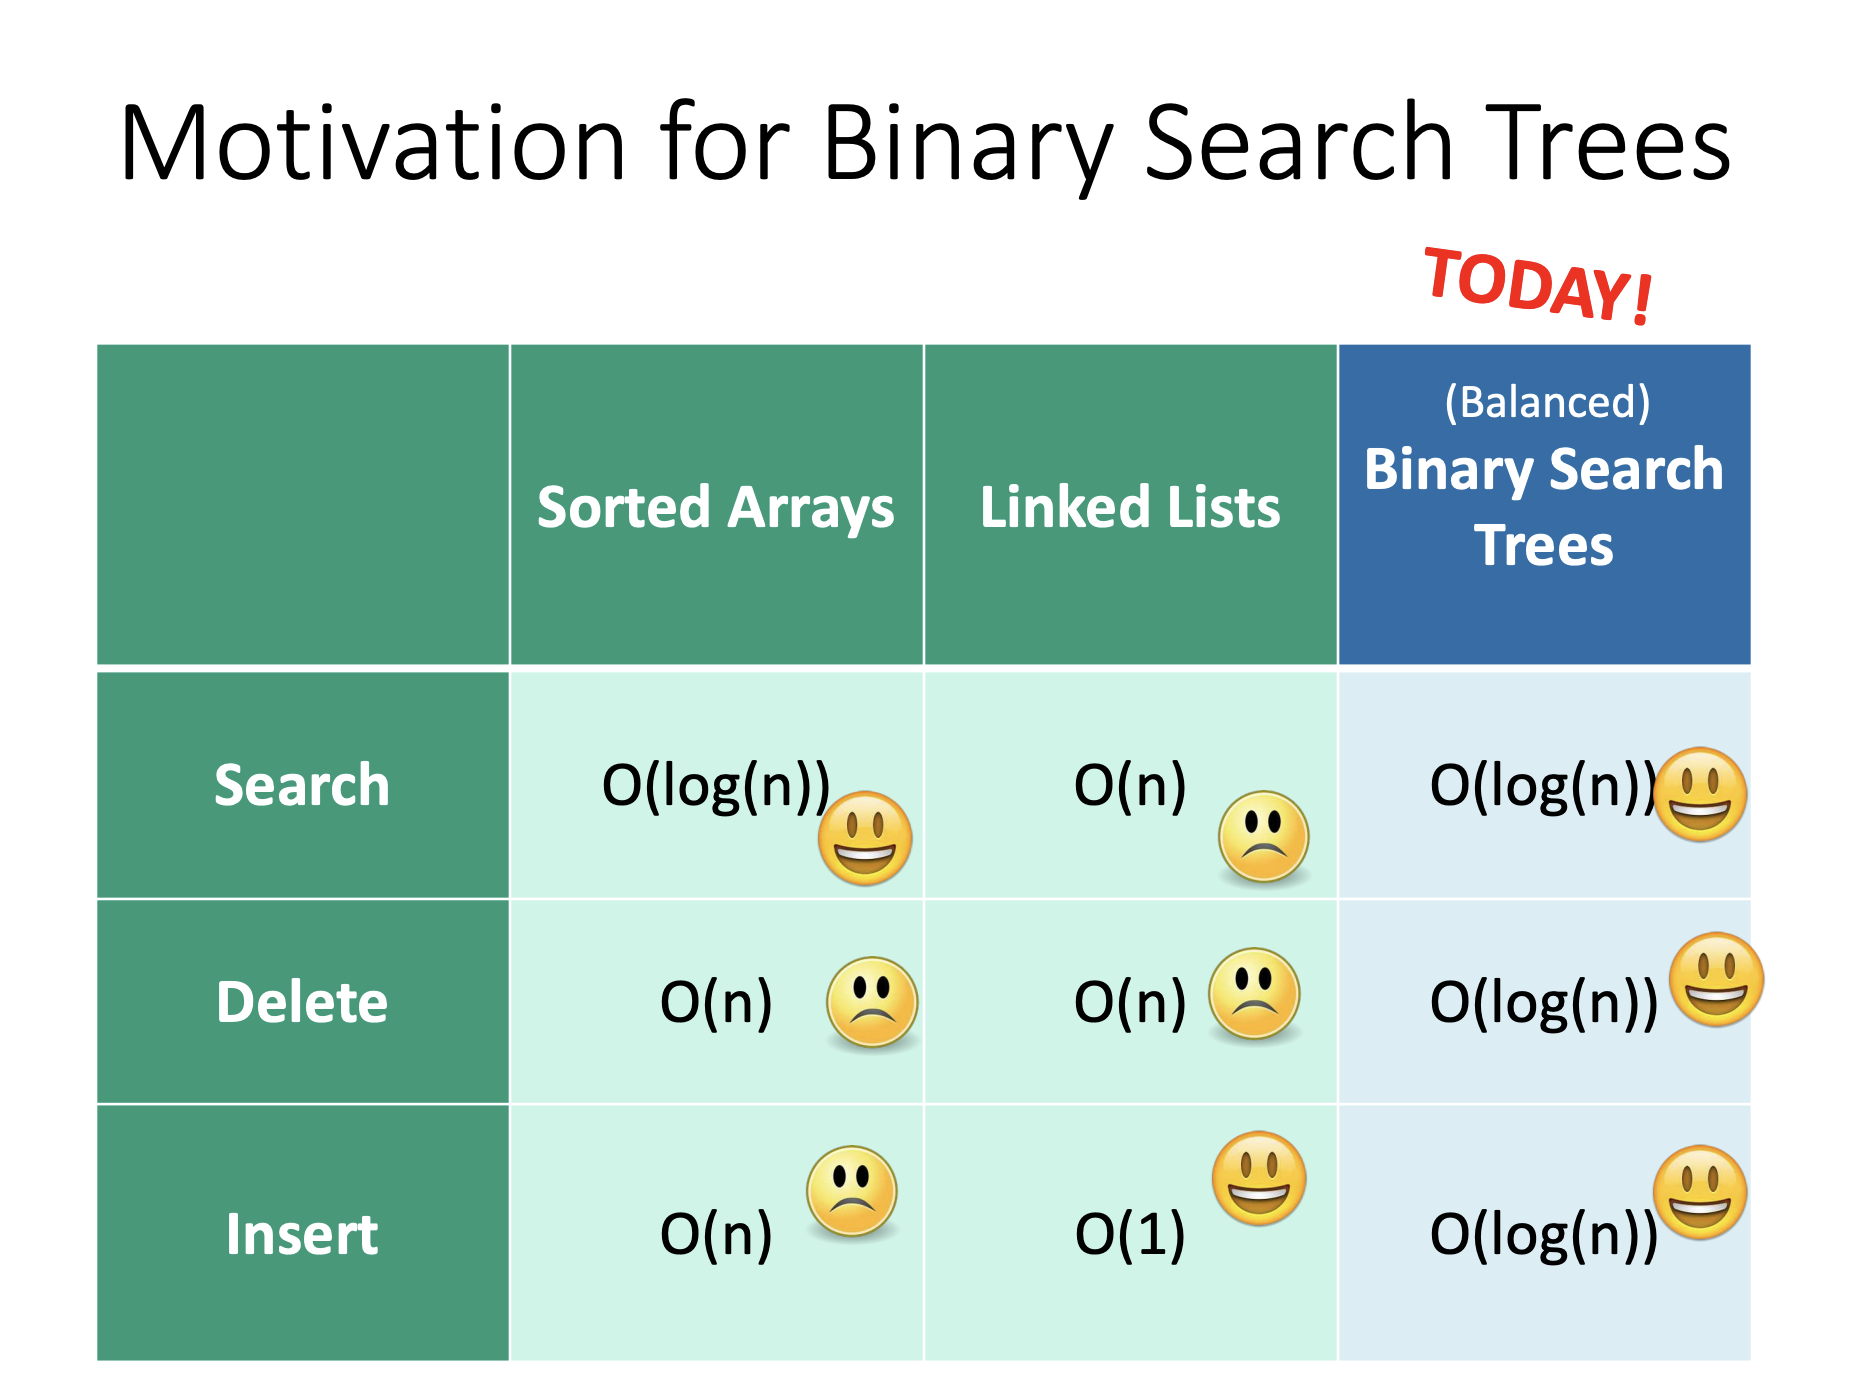 Motivation for Binary Search Trees
TODAY!
Sorted Arrays
Linked Lists
(Balanced)
Binary Search
Trees
Search
O(log(n))
O(n)
O(log(n))
Delete
O(n)
O(n)
O(log(n))
Insert
O(n)
O(1)
O(log(n))